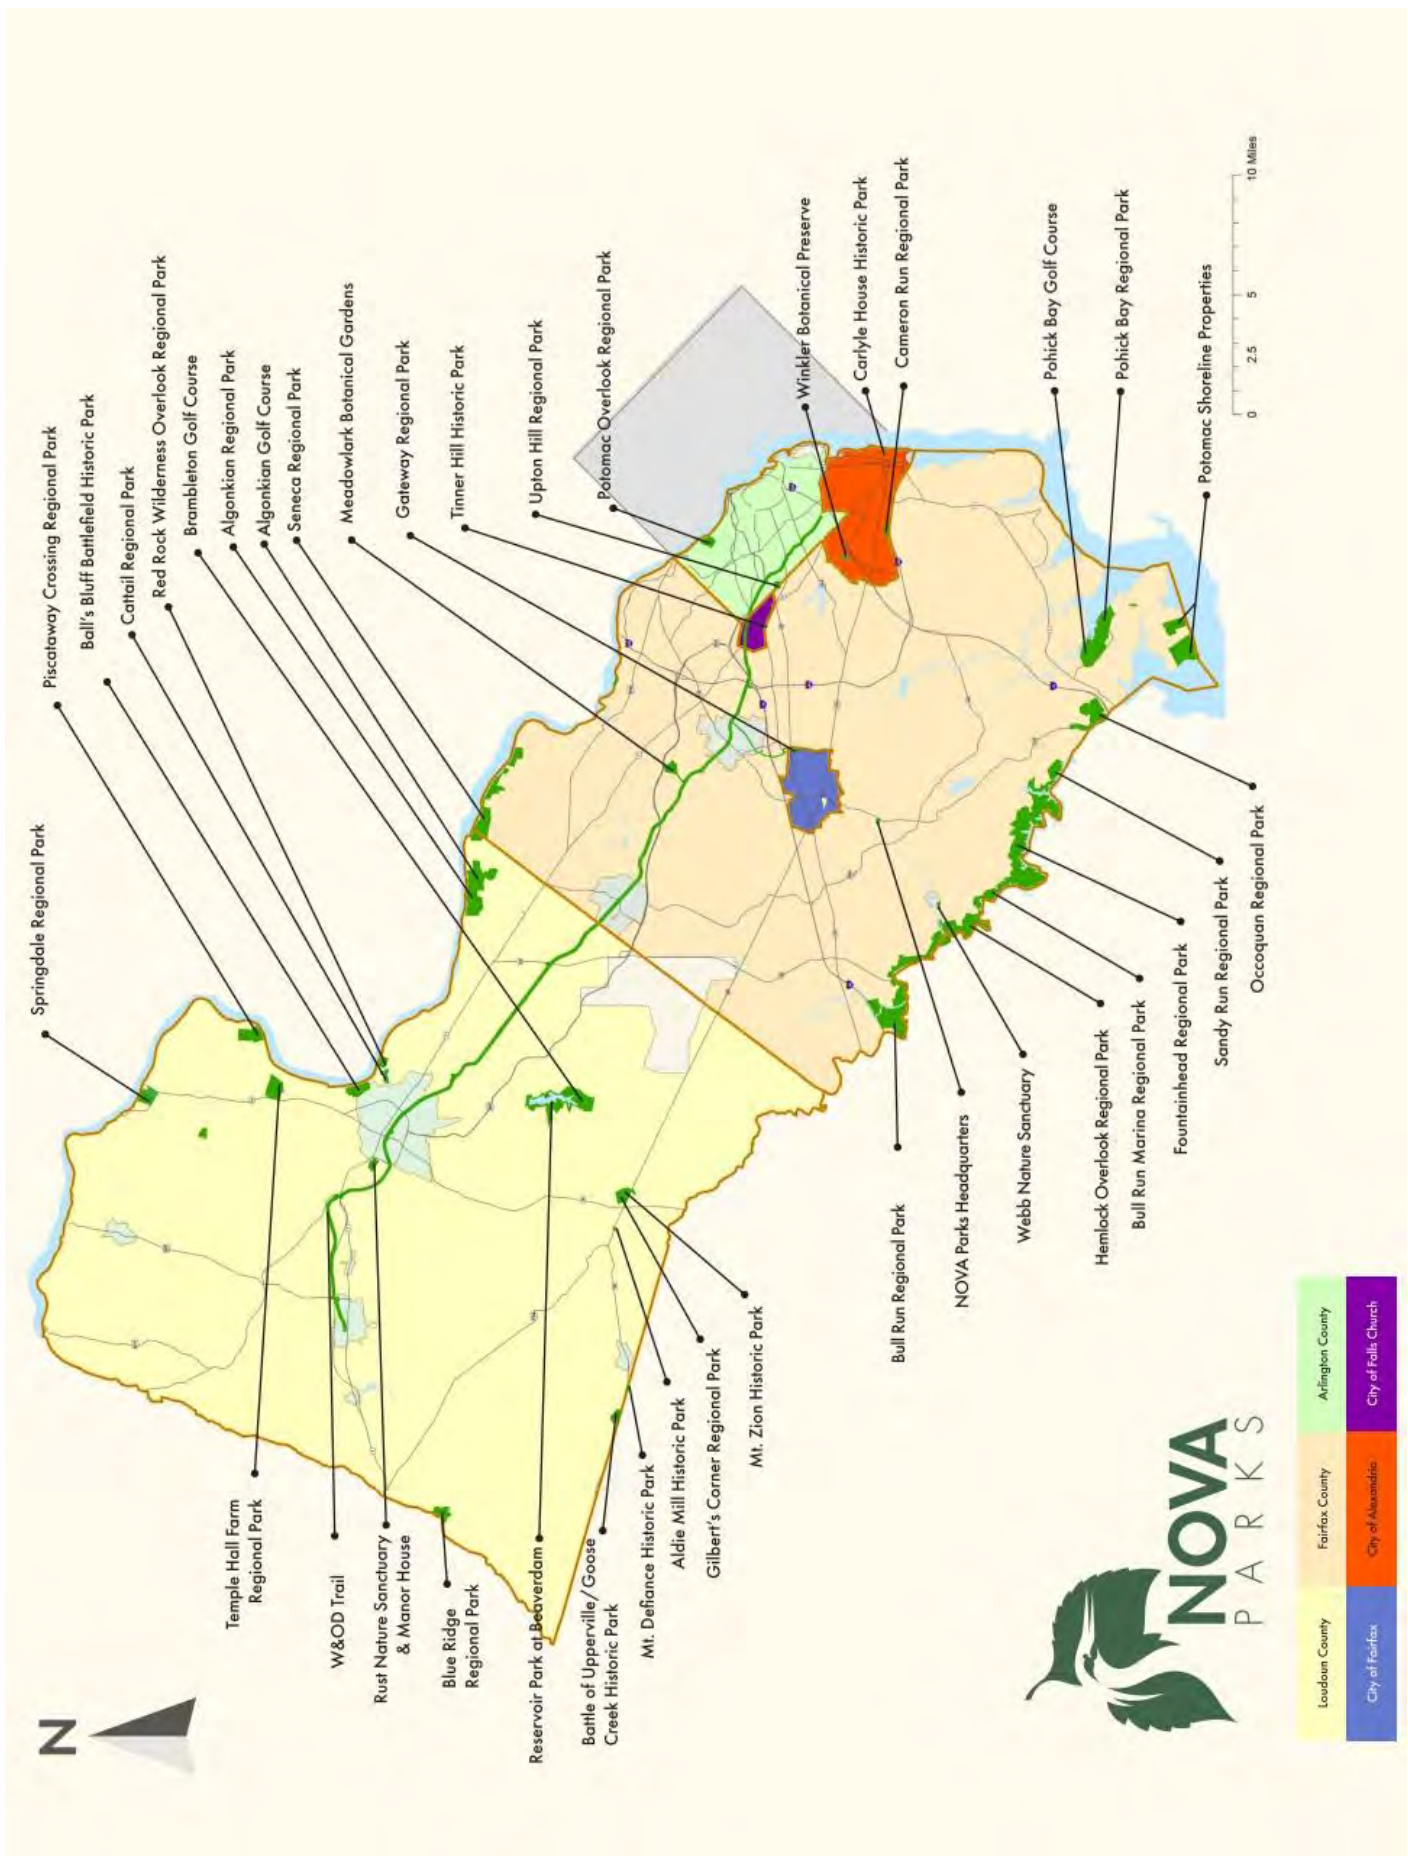 N
Springdale Regional Park
Piscataway Crossing Regional Park
Ball's Bluff Battlefield Historic Park
Cattail Regional Park
Red Rock Wilderness Overlook Regional Park
Brambleton Golf Course
Algonkian Regional Park
Algonkian Golf Course
Seneca Regional Park
Meadowlark Botanical Gardens
Gateway Regional Park
Tinner Hill Historic Park
Upton Hill Regional Park
Potomac Overlook Regional Park
Winkler Botanical Preserve
Carlyle House Historic Park
Cameron Run Regional Park
Pohick Bay Golf Course
Pohick Bay Regional Park
Potomac Shoreline Properties
0 2.5 5 10 Miles
Temple Hall Farm
Regional Park
W&OD Trail
Rust Nature Sanctuary
& Manor House
Blue Ridge
Regional Park
Reservoir Park at Beaverdam
Battle of Upperville/Goose
Creek Historic Park
Mt. Defiance Historic Park
Aldie Mill Historic Park
Gilbert's Corner Regional Park
Mt. Zion Historic Park
Bull Run Regional Park
NOVA Parks Headquarters
Webb Nature Sanctuary
Hemlock Overlook Regional Park
Bull Run Marina Regional Park
Fountainhead Regional Park
Sandy Run Regional Park
Occoquan Regional Park
NOVA
PARKS
Loudoun County
Fairfax County
Arlington County
City of Fairfax
City of Alexandria
City of Falls Church